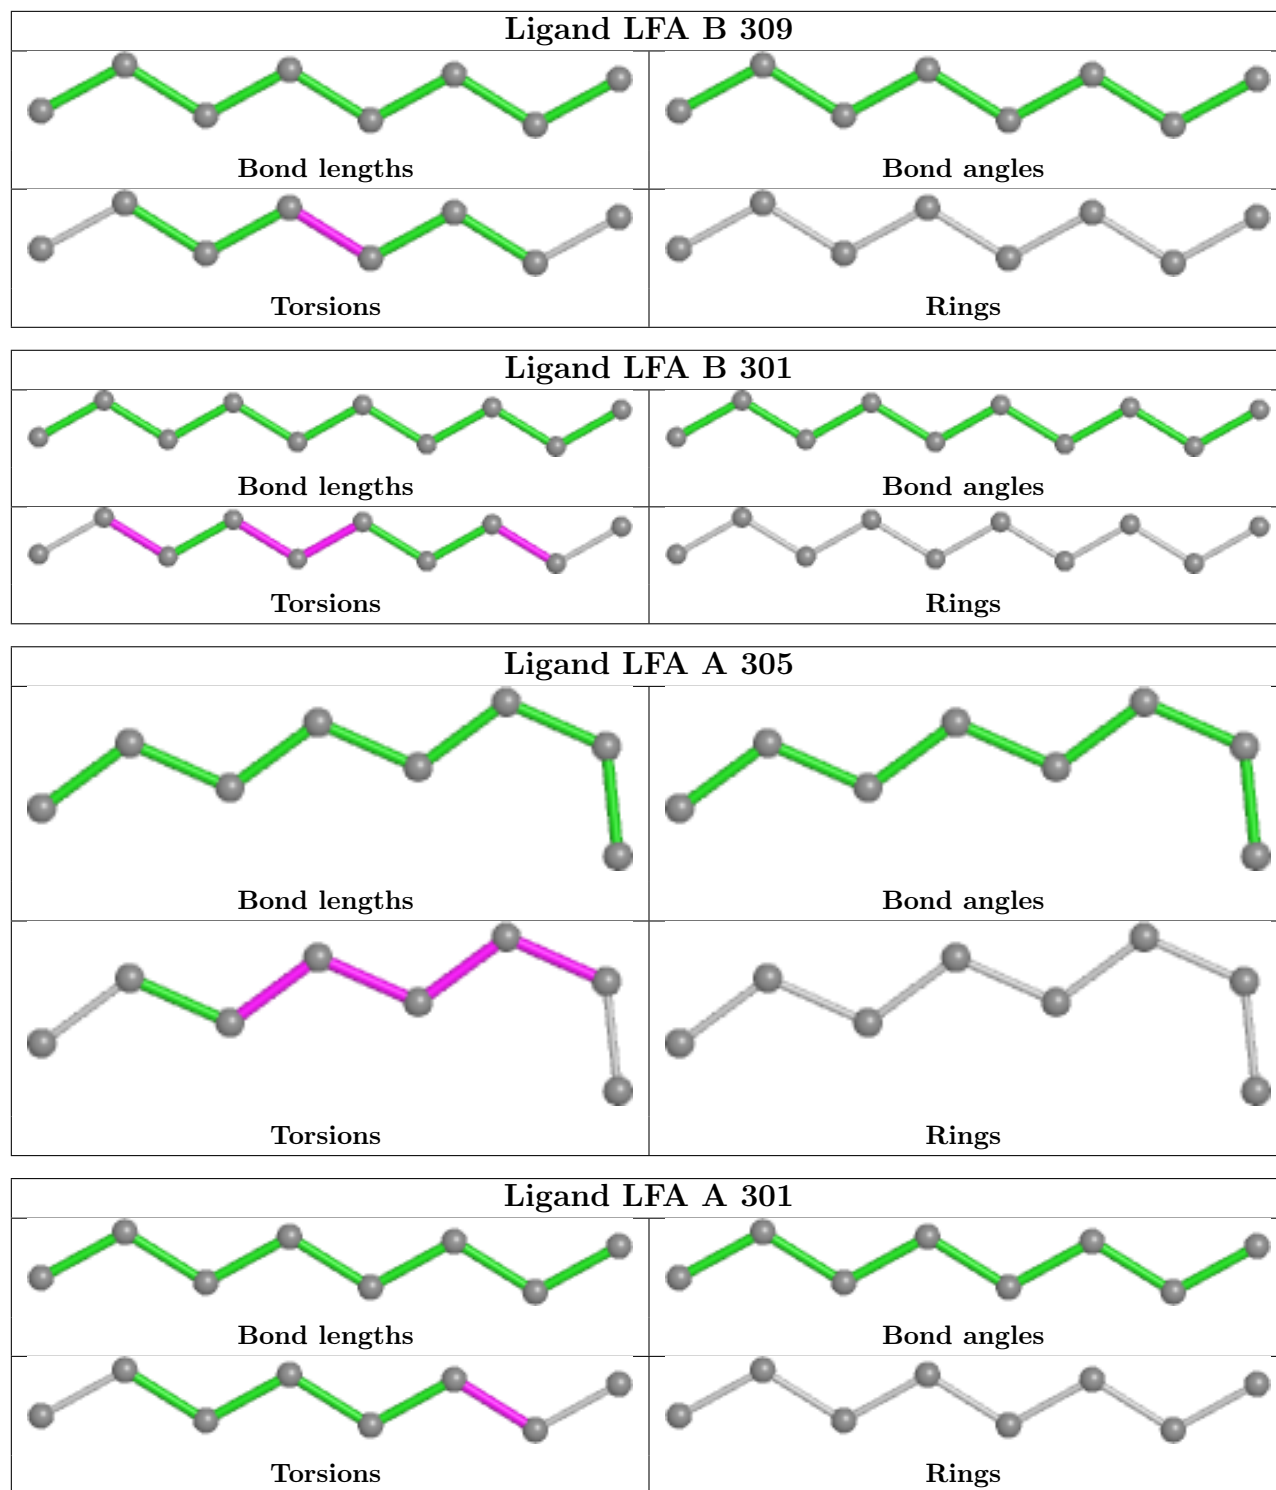 Ligand LFA B 309
Bond lengths
Bond angles
Torsions
Rings
Ligand LFA B 301
Bond lengths
Bond angles
Torsions
Rings
Ligand LFA A 305
Bond lengths
Bond angles
Torsions
Rings
Ligand LFA A 301
Bond lengths
Bond angles
Torsions
Rings